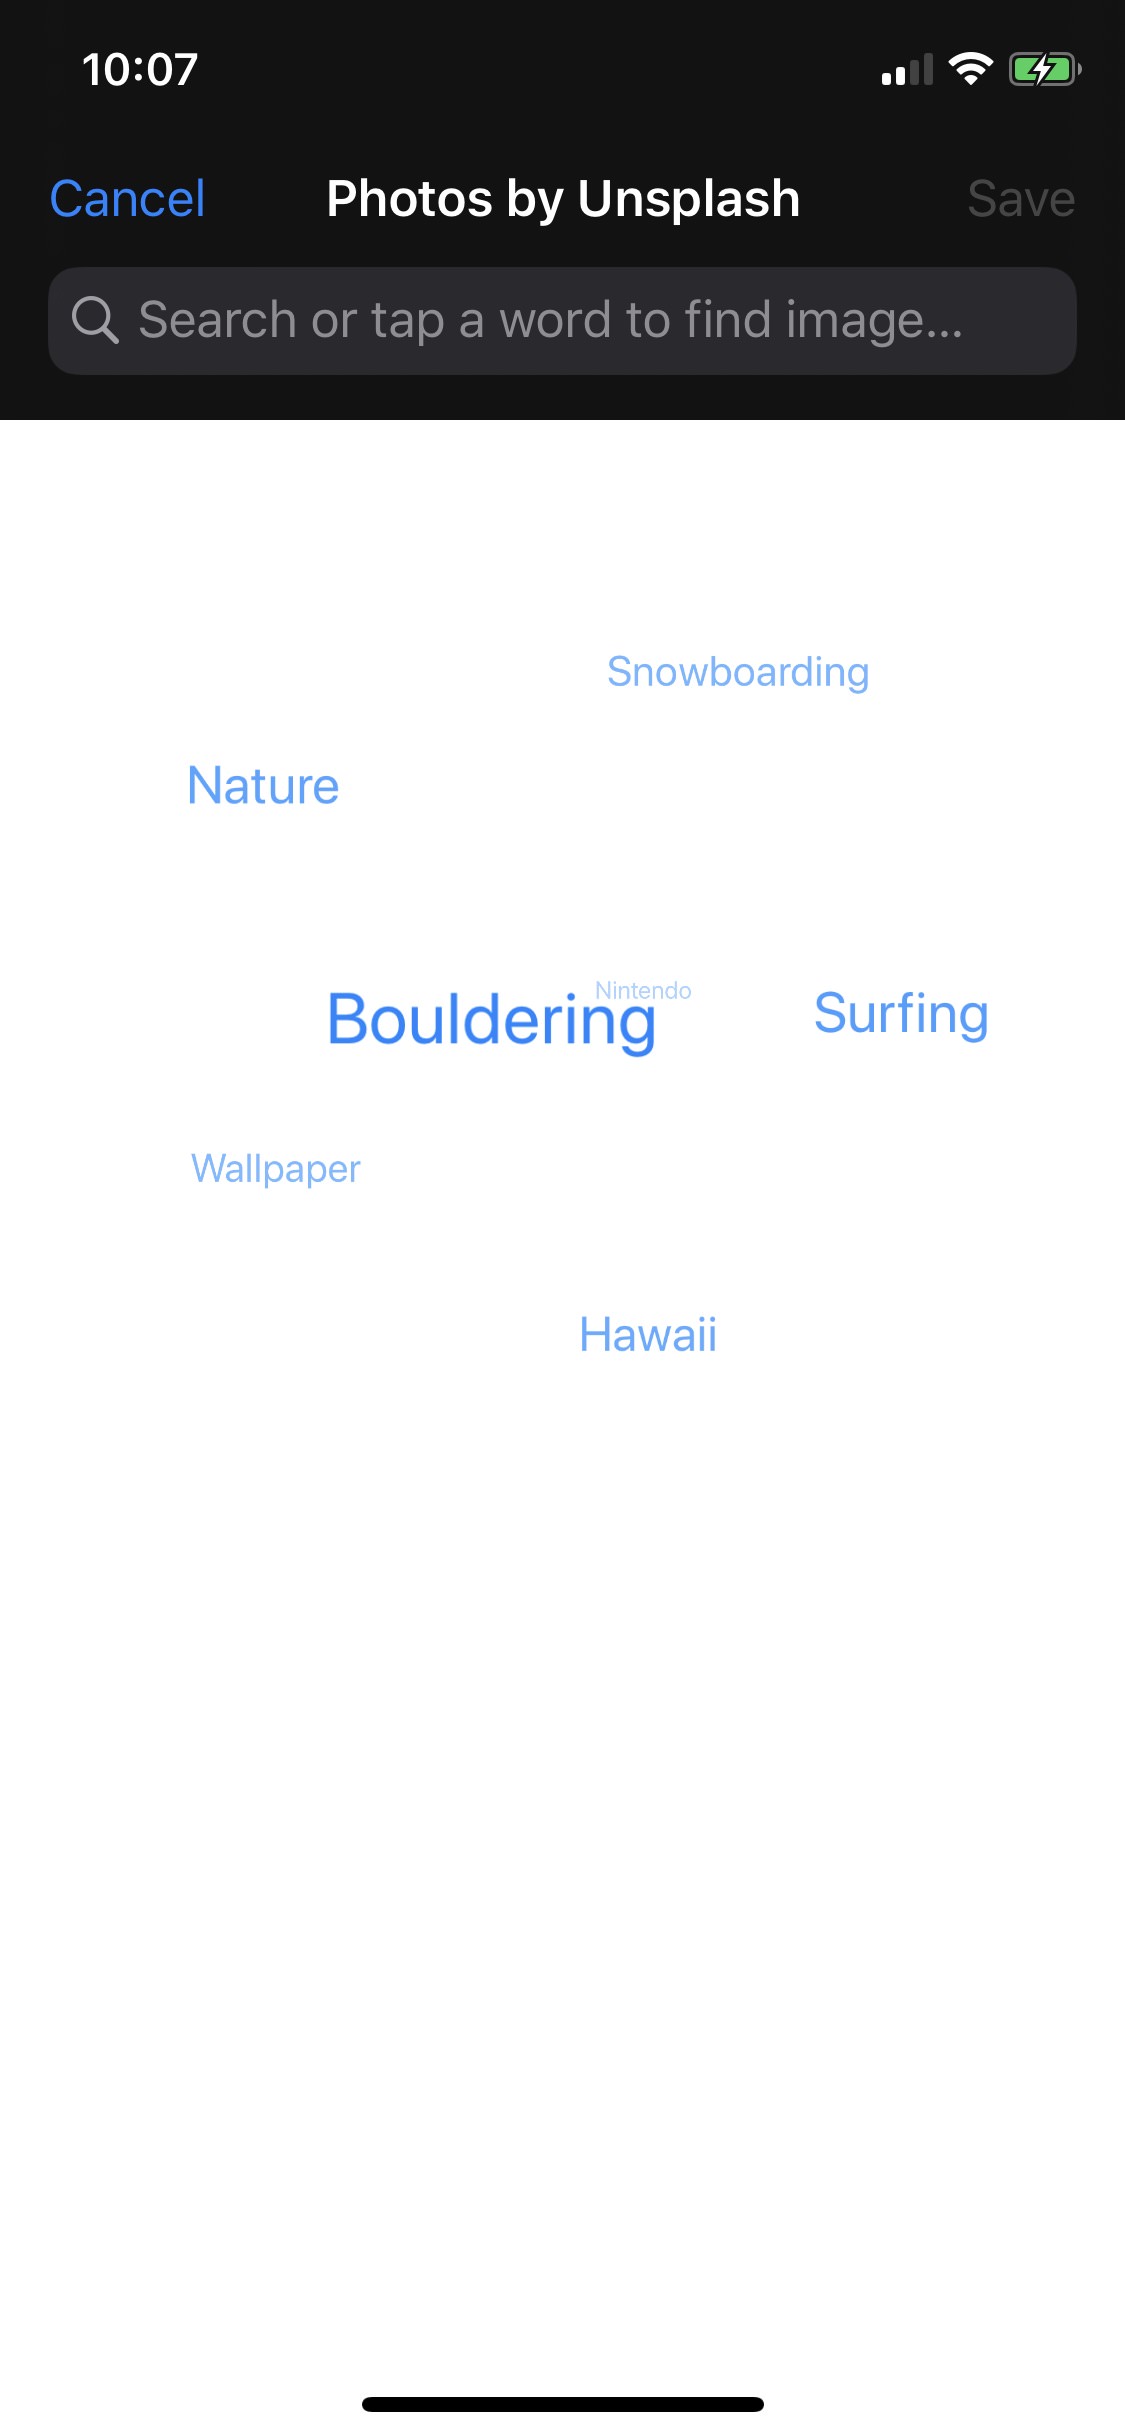 10:07
Cancel Photos by Unsplash Save
Search or tap a word to find image...
Snowboarding
Nature
Nintendo
Bouldering Surfing
Wallpaper
Hawaii